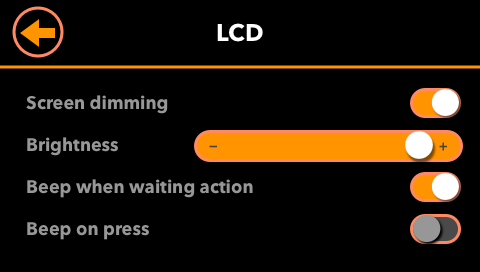 LCD
Screen dimming
Brightness - +
Beep when waiting action
Beep on press